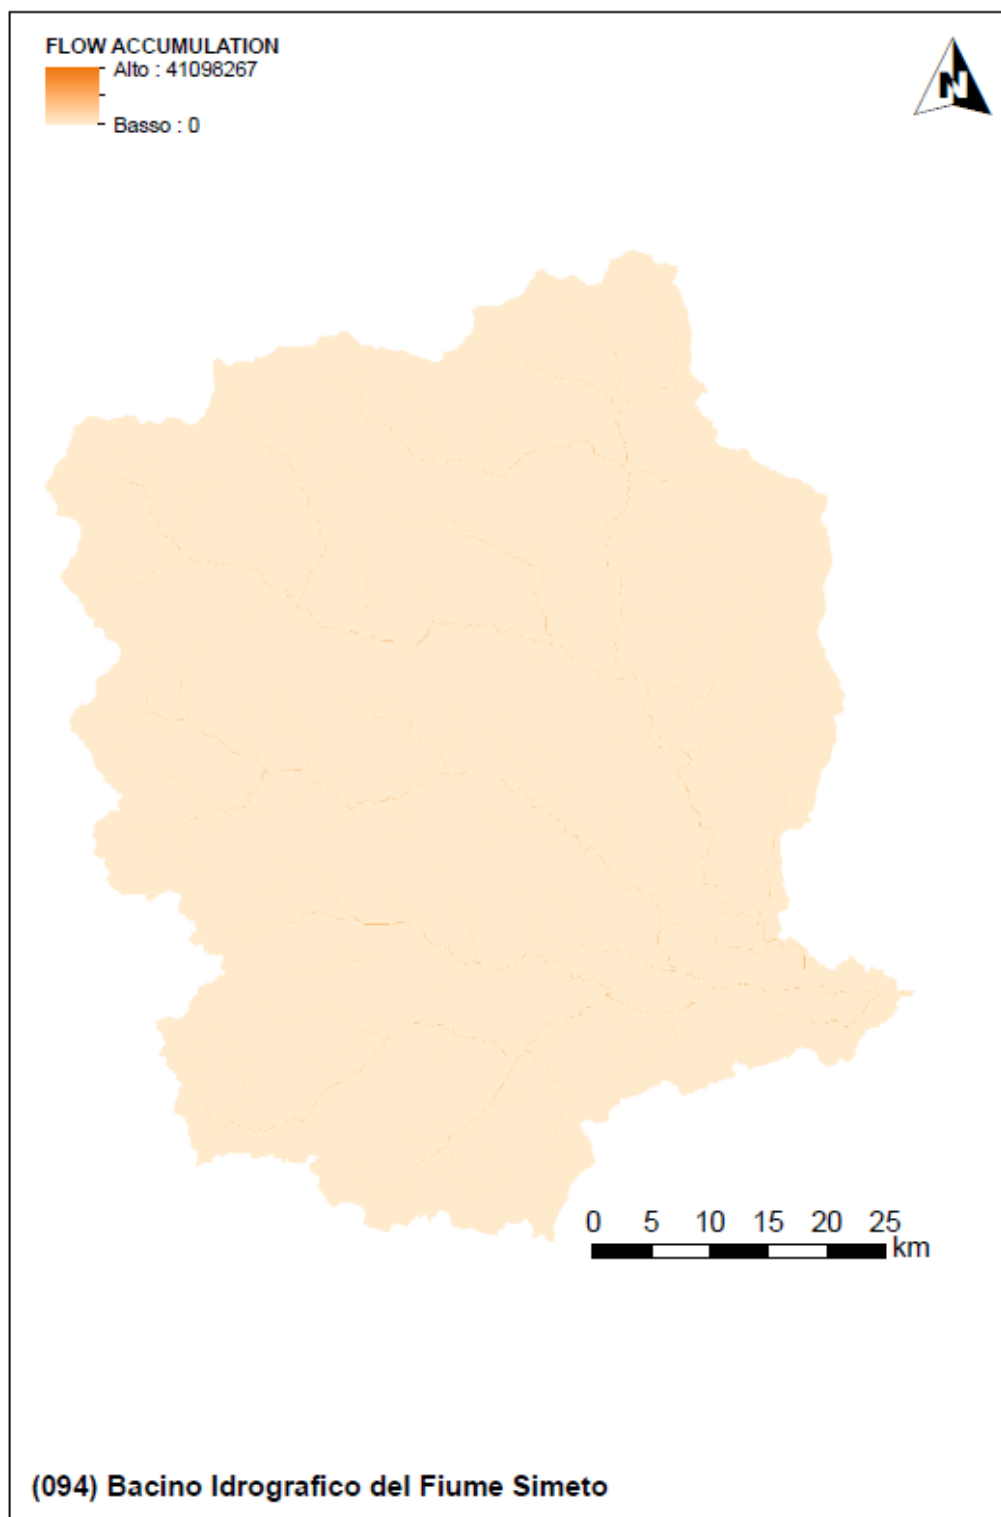 FLOW ACCUMULATION
Alto : 41098267
Basso : 0
N
0 5 10 15 20 25
km
(094) Bacino Idrografico del Fiume Simeto